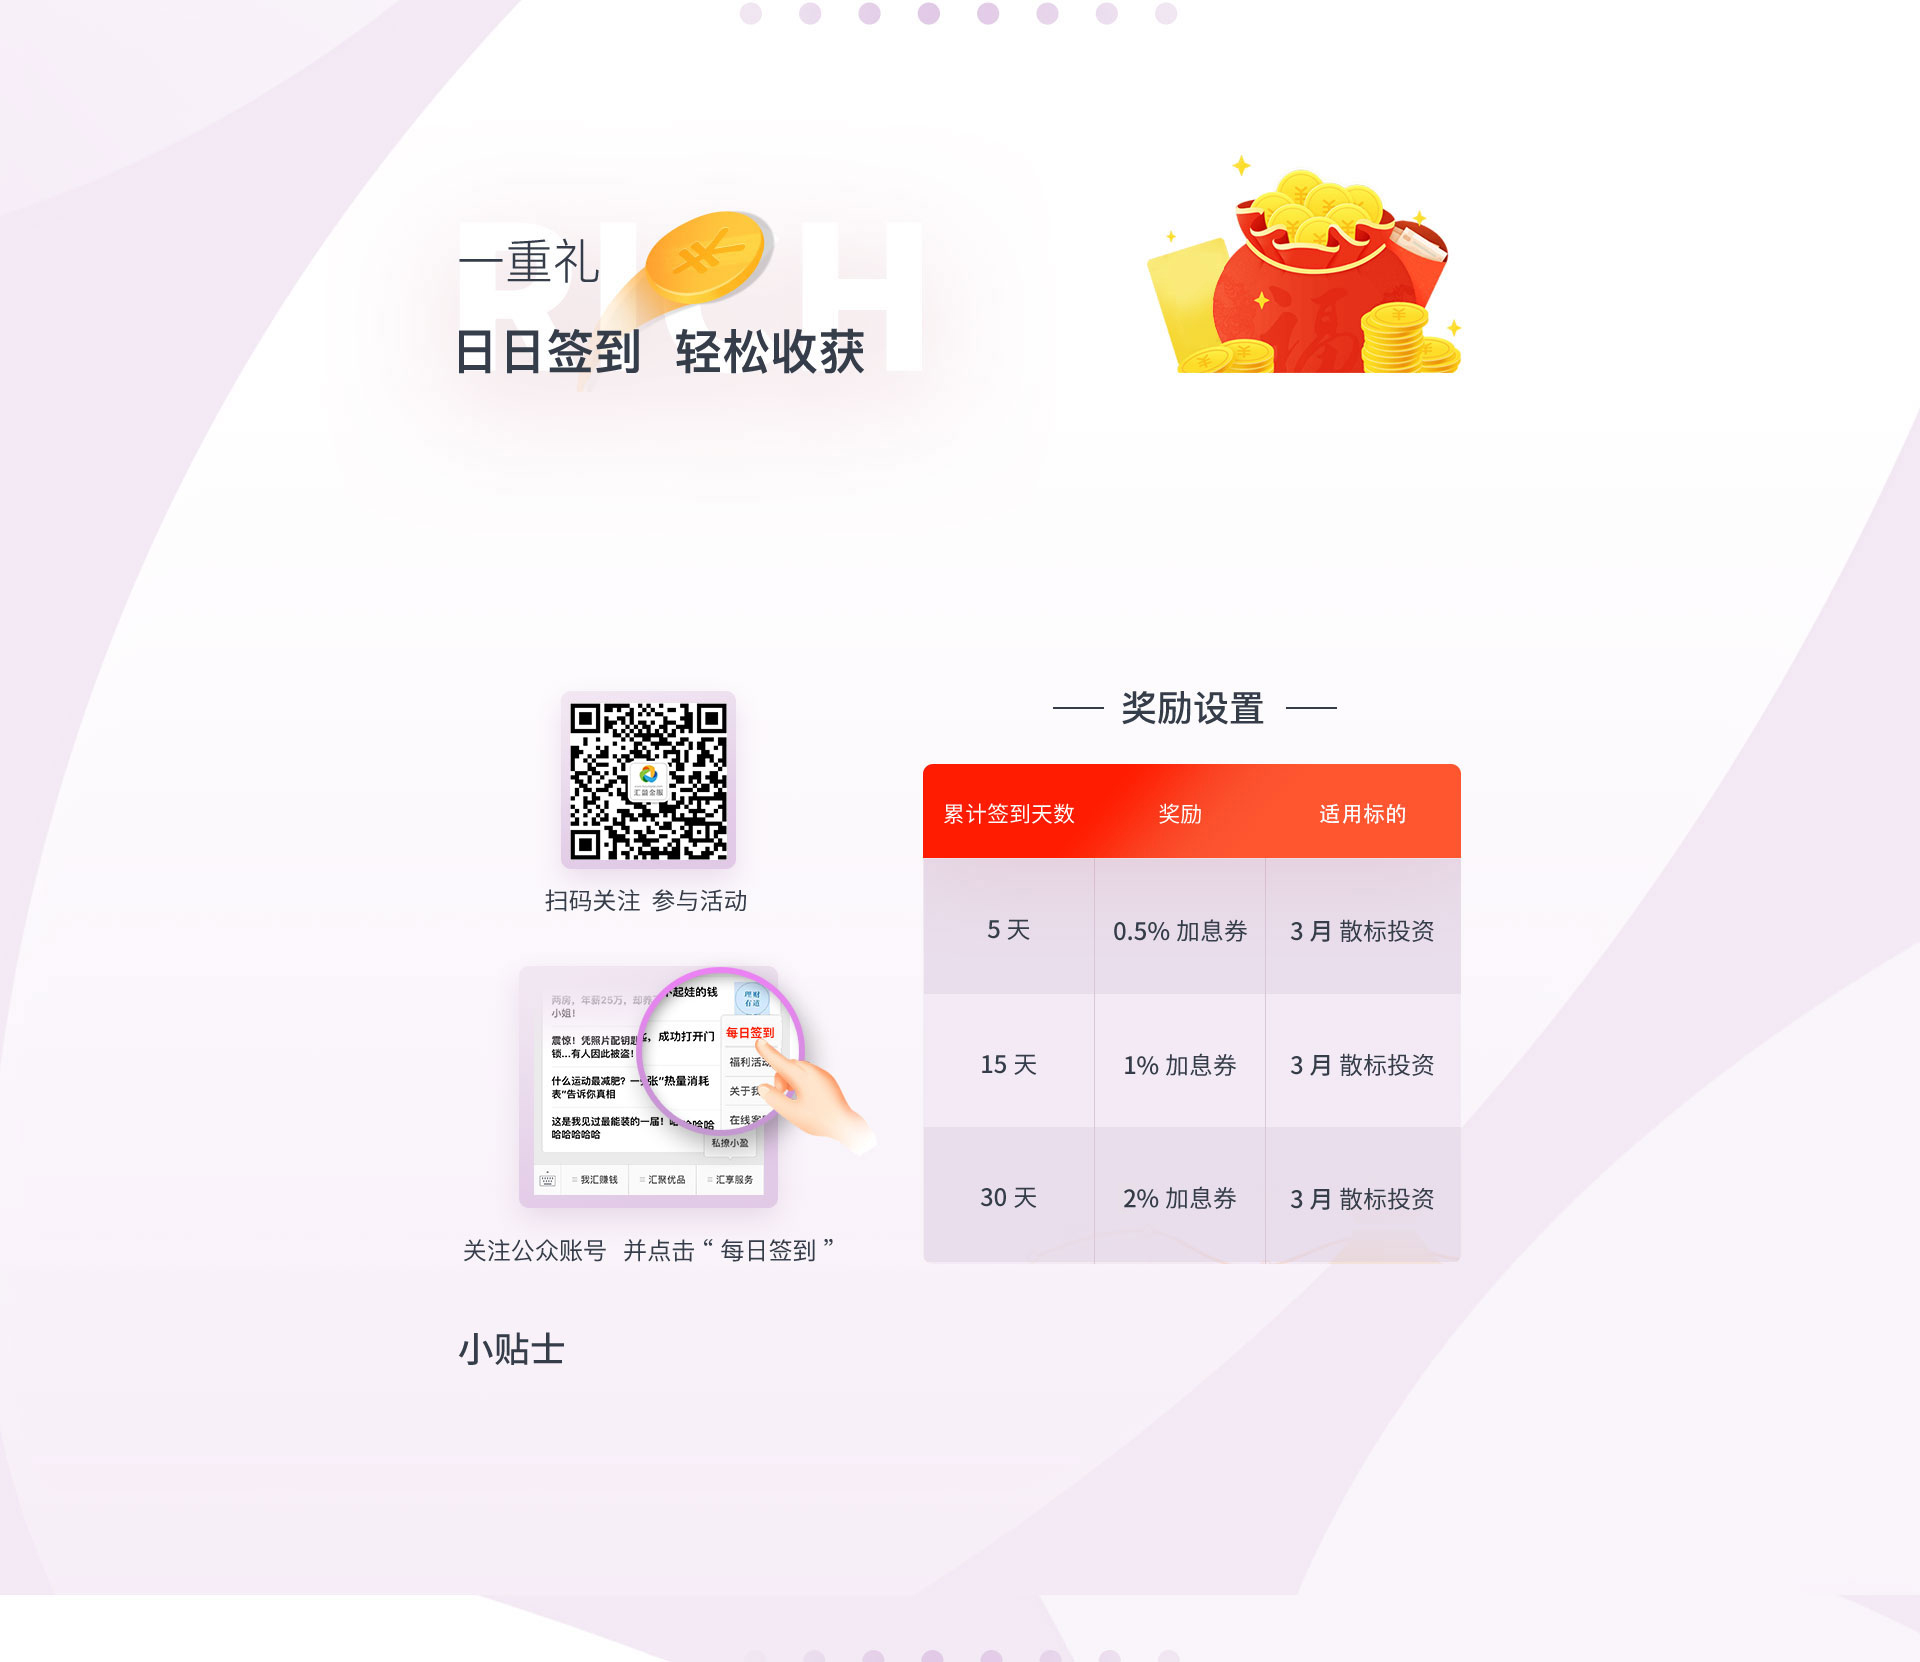 RICH
一重礼
日日签到 轻松收获
汇盈金服
扫码关注 参与活动
两房，年薪25万，却养不起娃的钱
小姐！
震惊！凭照片配钥匙，成功打开门
锁...有人因此被盗！
什么运动最减肥？一张“热量消耗
表”告诉你真相
这是我见过最能装的一届！哈哈哈哈
哈哈哈哈哈
理财
有道
每日签到
福利活动
关于我
在线客
私撩小盈
我汇赚钱
汇聚优品
汇享服务
关注公众账号 并点击“每日签到”
奖励设置
累计签到天数 奖励 适用标的
5 天 0.5% 加息券 3 月 散标投资
15 天 1% 加息券 3 月 散标投资
30 天 2% 加息券 3 月 散标投资
小贴士